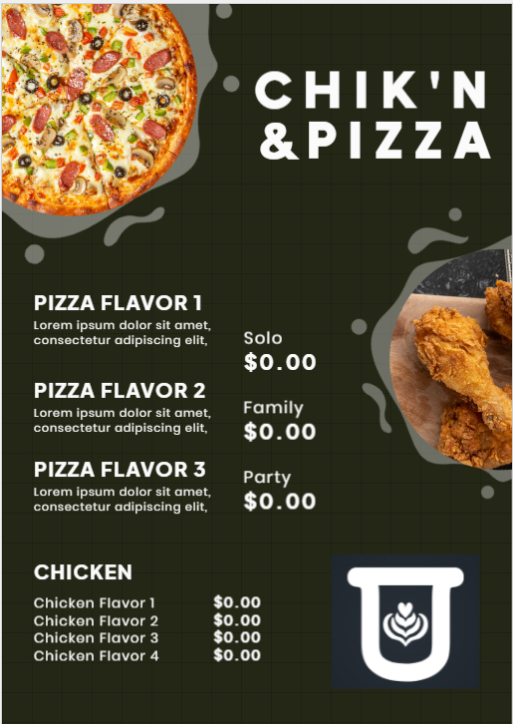 CHIK'N
&PIZZA
PIZZA FLAVOR 1
Lorem ipsum dolor sit amet,
consectetur adipiscing elit,
Solo
$0.00
PIZZA FLAVOR 2
Lorem ipsum dolor sit amet,
consectetur adipiscing elit,
Family
$0.00
PIZZA FLAVOR 3
Lorem ipsum dolor sit amet,
consectetur adipiscing elit,
Party
$0.00
CHICKEN
Chicken Flavor 1 $0.00
Chicken Flavor 2 $0.00
Chicken Flavor 3 $0.00
Chicken Flavor 4 $0.00